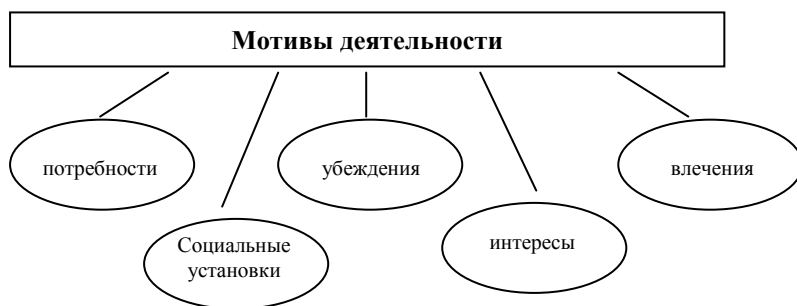 Мотивы деятельности
потребности
убеждения
влечения
Социальные
установки
интересы